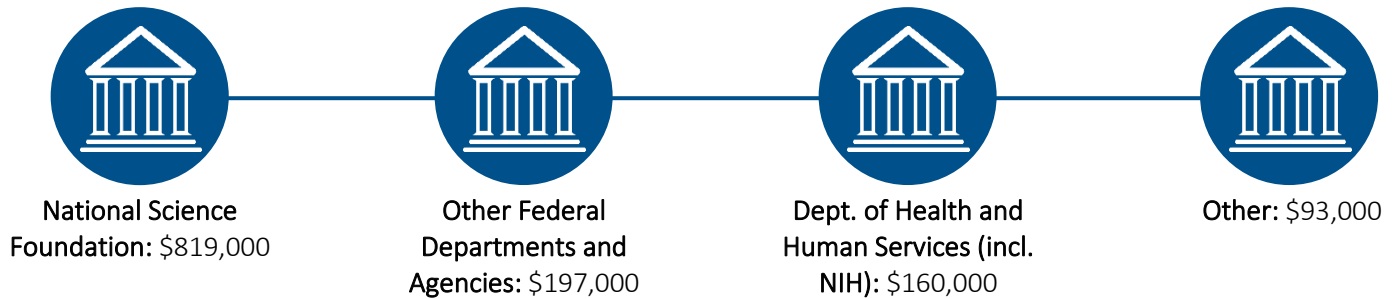 National Science
Foundation: $819,000
Other Federal
Departments and
Agencies: $197,000
Dept. of Health and
Human Services (incl.
NIH): $160,000
Other: $93,000